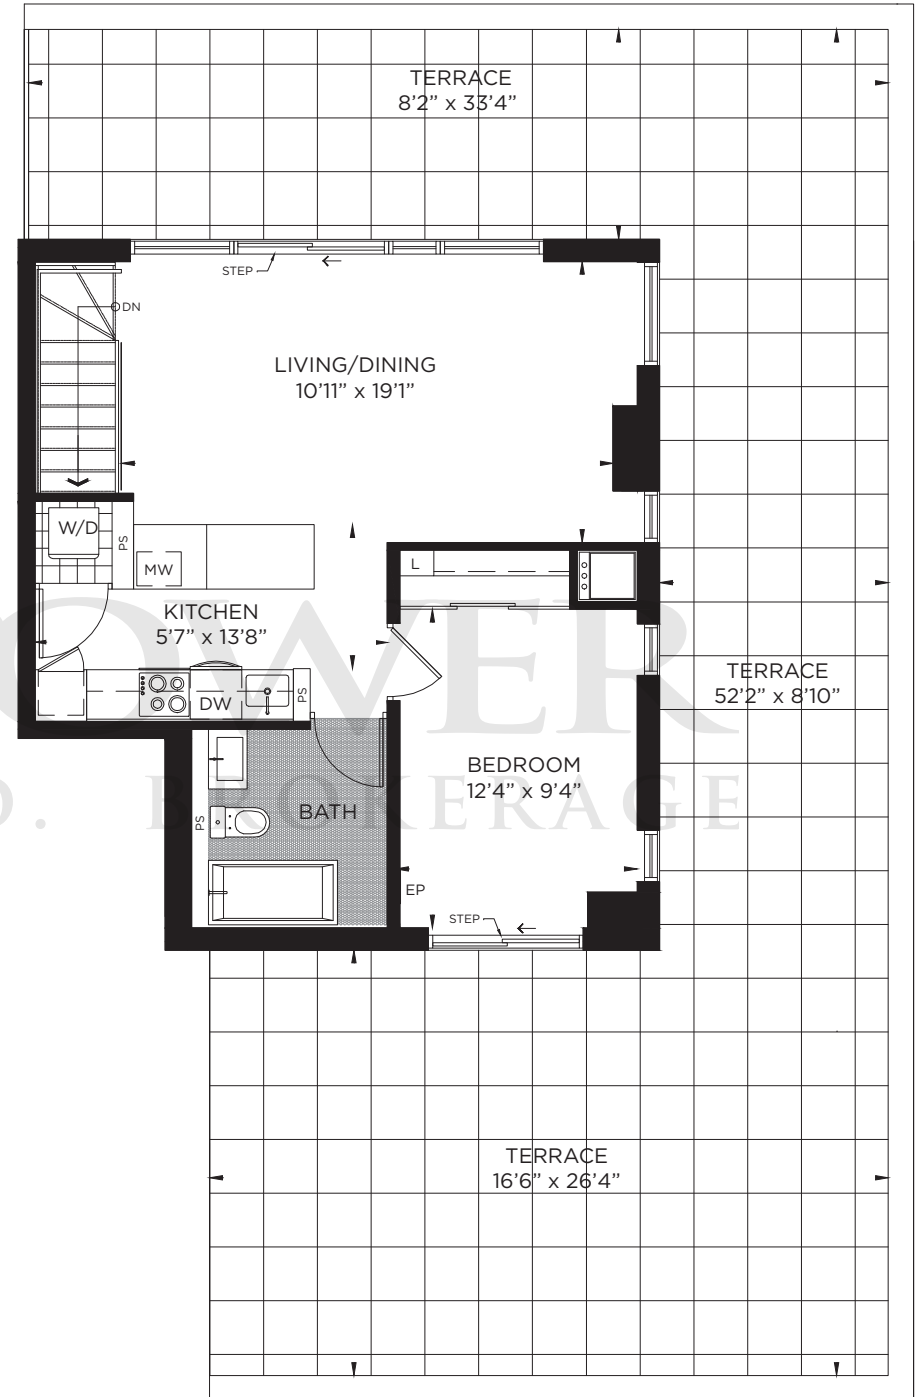 TERRACE
8’2” x 33’4”
STEP
DN
LIVING/DINING
10’11” x 19’1”
W/D
PS
MW
L
KITCHEN
5’7” x 13’8”
OWER
TERRACE
52’2” x 8’10”
DW
PS
BEDROOM
12’4” x 9’4”
BATH
PS
D. BROKERAGE
EP
STEP
TERRACE
16’6” x 26’4”